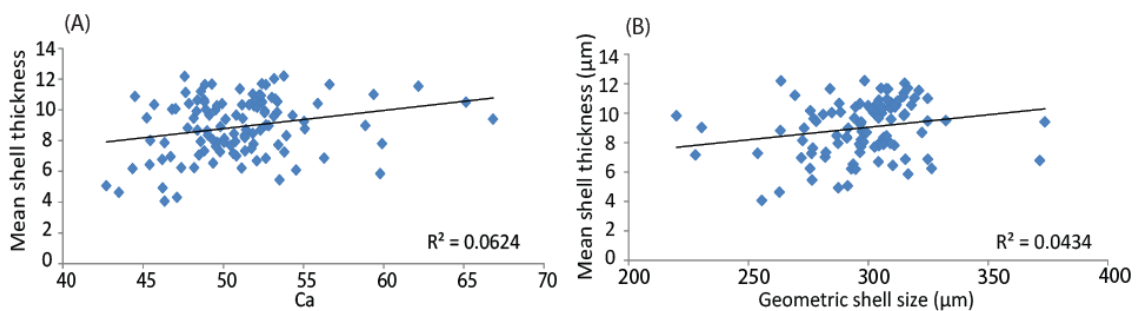 (A)
Mean shell thickness
14
12
10
8
6
4
2
0
40 45 50 55 60 65 70
Ca
R² = 0.0624
(B)
Mean shell thickness (µm)
14
12
10
8
6
4
2
0
200 250 300 350 400
Geometric shell size (µm)
R² = 0.0434